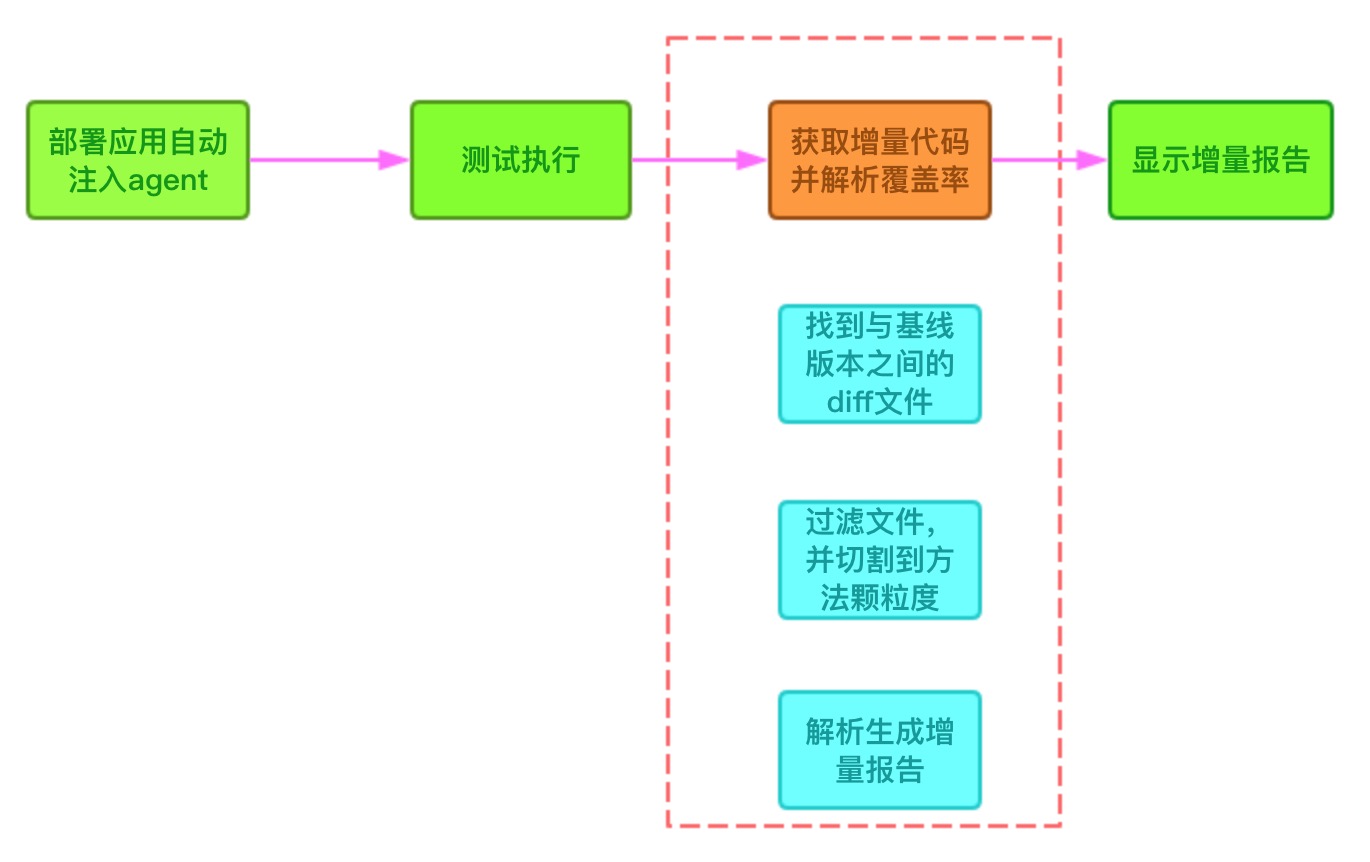 部署应用自动
注入agent
测试执行
获取增量代码
并解析覆盖率
显示增量报告
找到与基线
版本之间的
diff文件
过滤文件，
并切割到方
法颗粒度
解析生成增
量报告